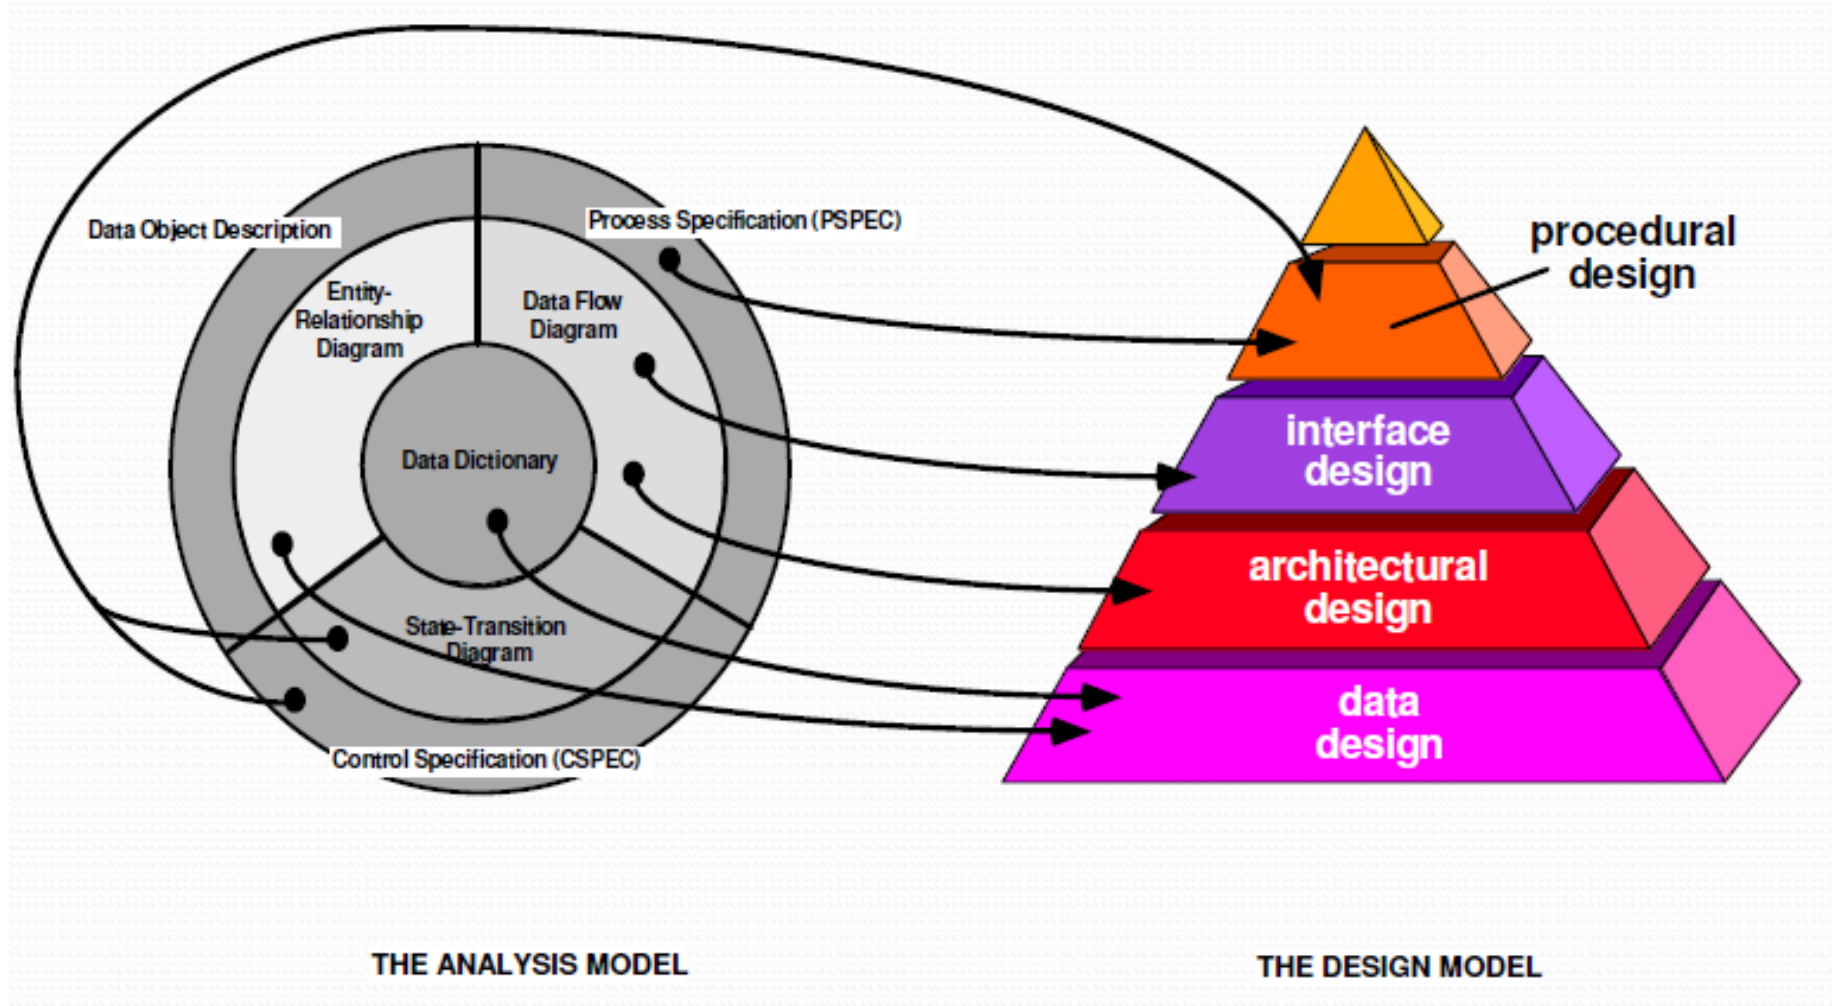 Data Object Description
Process Specification (PSPEC)
Entity-
Relationship
Diagram
Data Flow
Diagram
Data Dictionary
State-Transition
Diagram
Control Specification (CSPEC)
THE ANALYSIS MODEL
procedural
design
interface
design
architectural
design
data
design
THE DESIGN MODEL